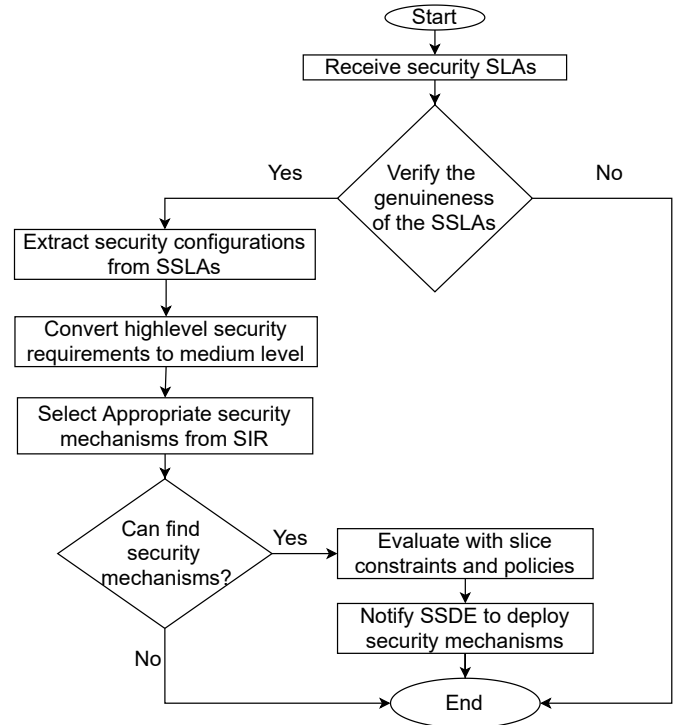 Start
Receive security SLAs
Yes
Verify the
genuineness
of the SSLAs
No
Extract security configurations
from SSLAs
Convert highlevel security
requirements to medium level
Select Appropriate security
mechanisms from SIR
Can find
security
mechanisms?
Yes
Evaluate with slice
constraints and policies
Notify SSDE to deploy
security mechanisms
No
End